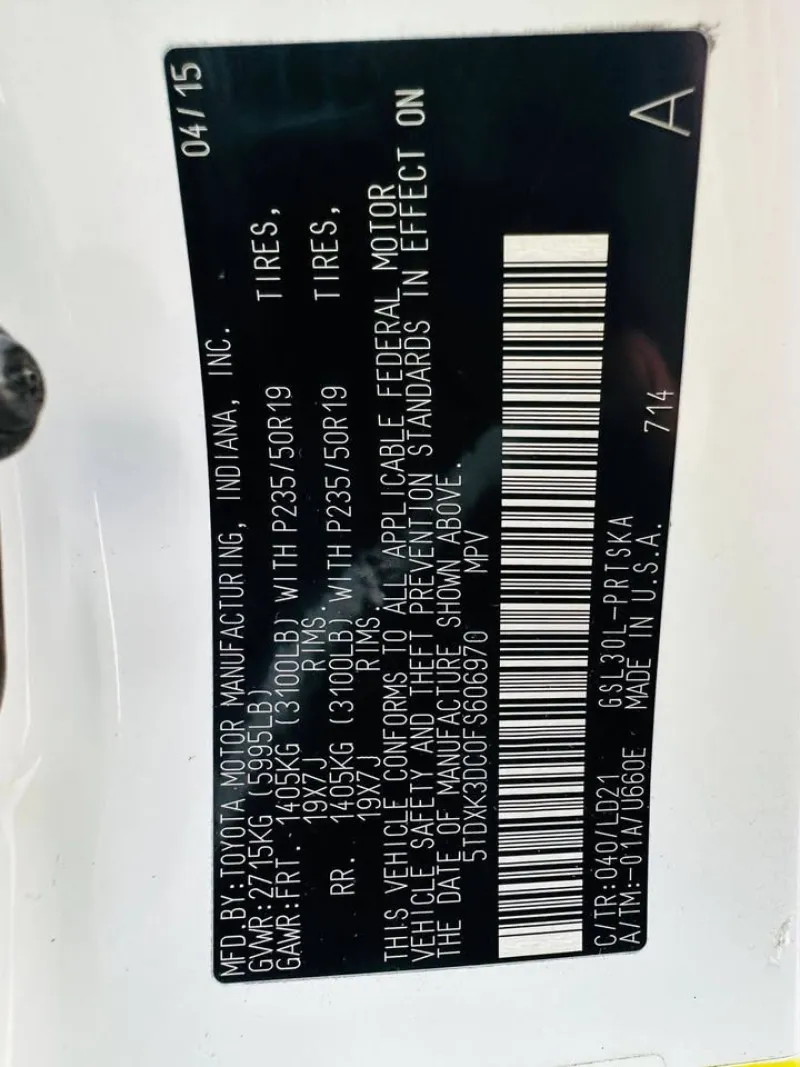 MFD.BY:TOYOTA MOTOR MANUFACTURING, INDIANA, INC. 04/15
GVWR:2715KG (5995LB)
GAWR:FRT. 1405KG (3100LB) WITH P235/50R19 TIRES,
19X7J RIMS.
RR. 1405KG (3100LB) WITH P235/50R19 TIRES,
19X7J RIMS.
THIS VEHICLE CONFORMS TO ALL APPLICABLE FEDERAL MOTOR
VEHICLE SAFETY AND THEFT PREVENTION STANDARDS IN EFFECT ON
THE DATE OF MANUFACTURE SHOWN ABOVE.
5TDXK3DC0FS606970 MPV
C/TR:040/LD21 GSL30L-PRTSKA
A/TM:-01A/U660E MADE IN U.S.A. 714 A